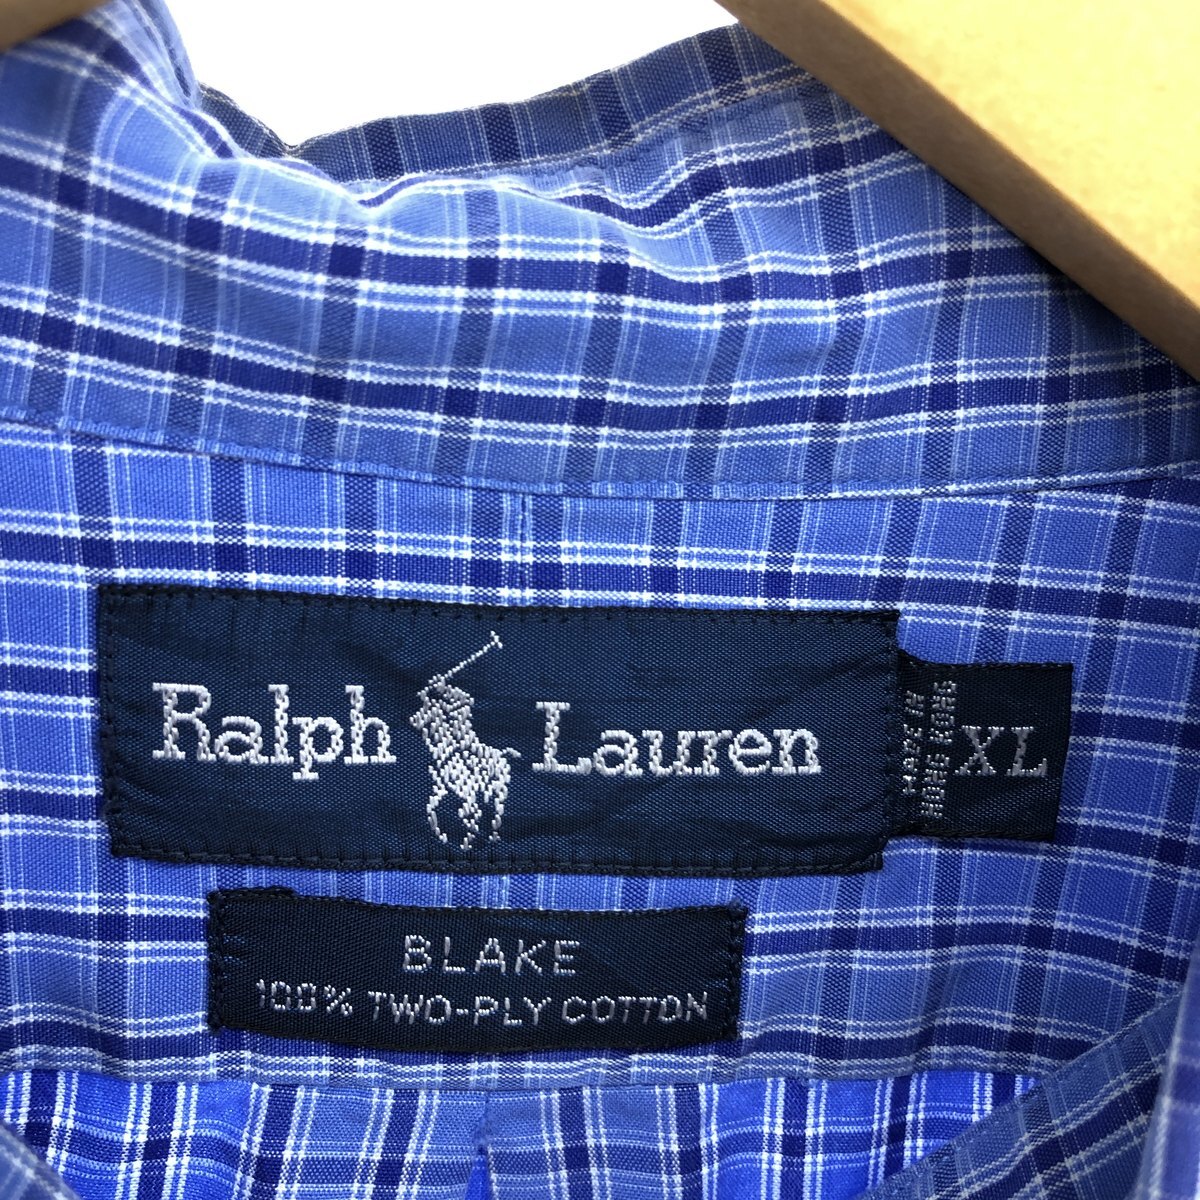 Ralph Lauren
MADE IN
HONG KONG
XL
BLAKE
100% TWO-PLY COTTON